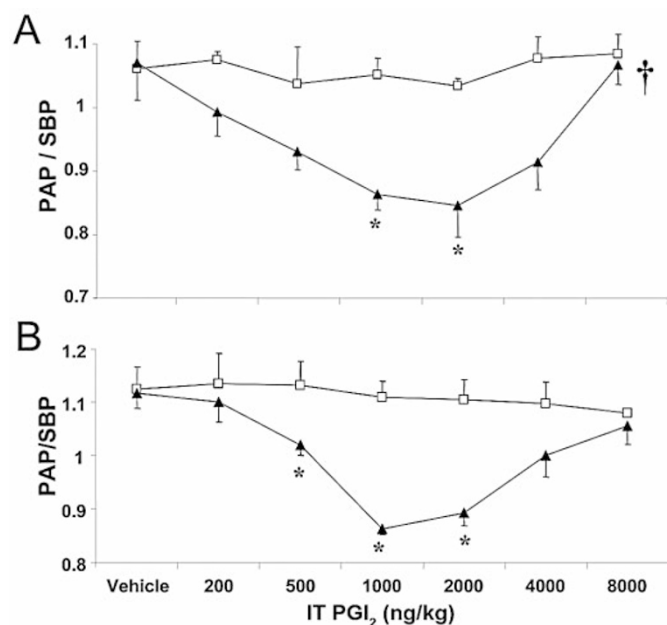 A
1.1
1
0.9
0.8
0.7
PAP / SBP
*
*
‡
B
1.2
1.1
1
0.9
0.8
PAP/SBP
*
*
*
Vehicle 200 500 1000 2000 4000 8000
IT PGI₂ (ng/kg)